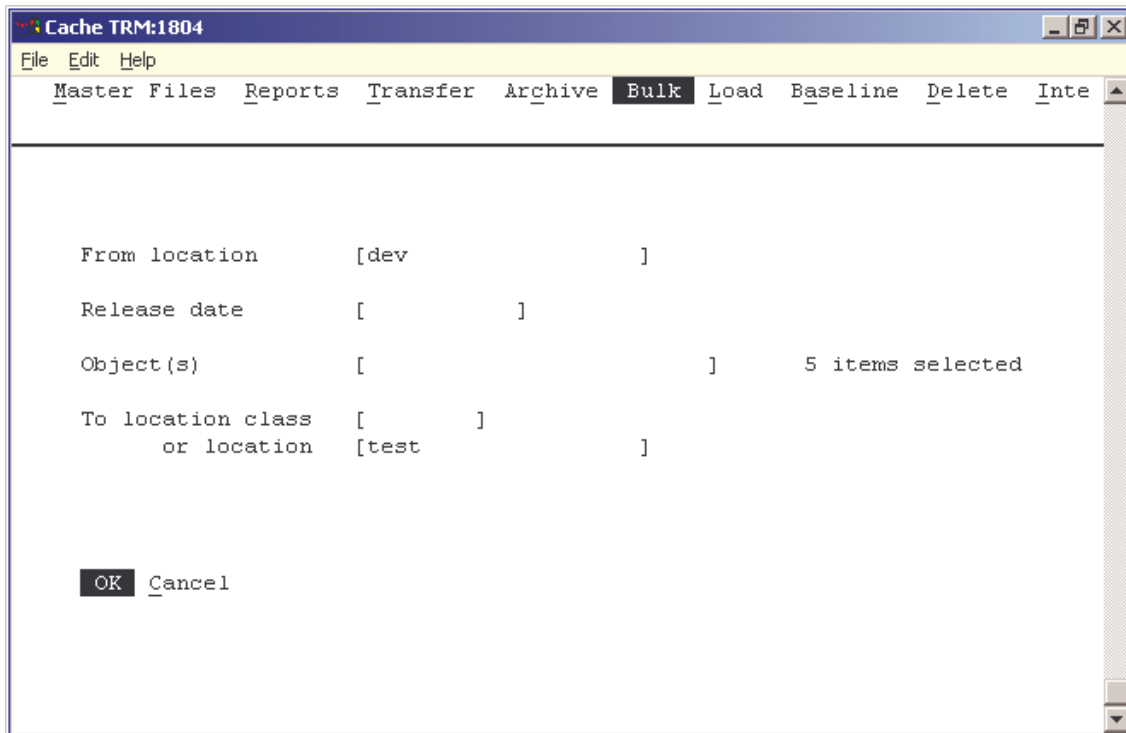 Cache TRM:1804
File Edit Help
Master Files Reports Transfer Archive Bulk Load Baseline Delete Inte
From location [dev ]
Release date [ ]
Object(s) [ ] 5 items selected
To location class [ ]
or location [test ]
OK Cancel